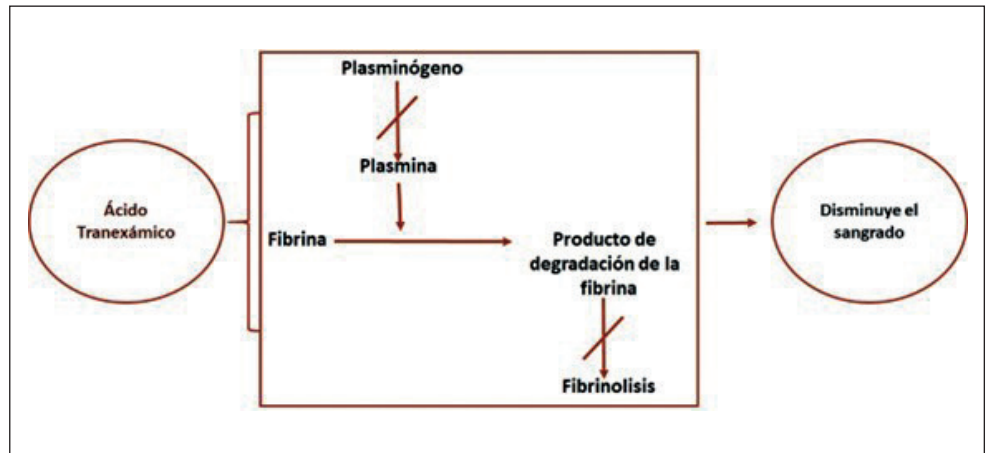 Plasminógeno
Plasmina
Ácido
Tranexámico
Fibrina
Producto de
degradación de la
fibrina
Fibrinolisis
Disminuye el
sangrado